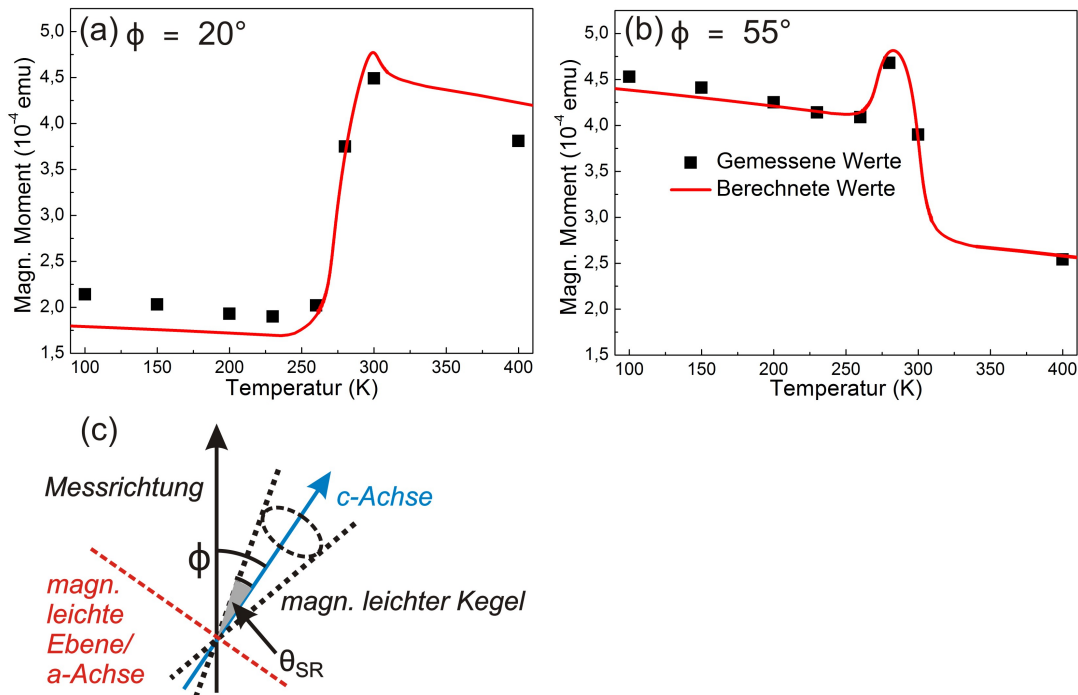 (a) ϕ = 20°
5,0
4,5
4,0
3,5
3,0
2,5
2,0
1,5
Magn. Moment (10⁻⁴ emu)
100 150 200 250 300 350 400
Temperatur (K)
(b) ϕ = 55°
5,0
4,5
4,0
3,5
3,0
2,5
2,0
1,5
Magn. Moment (10⁻⁴ emu)
Gemessene Werte
Berechnete Werte
100 150 200 250 300 350 400
Temperatur (K)
(c)
Messrichtung
c-Achse
ϕ
magn.
leichte
Ebene/
a-Achse
magn. leichter Kegel
θSR